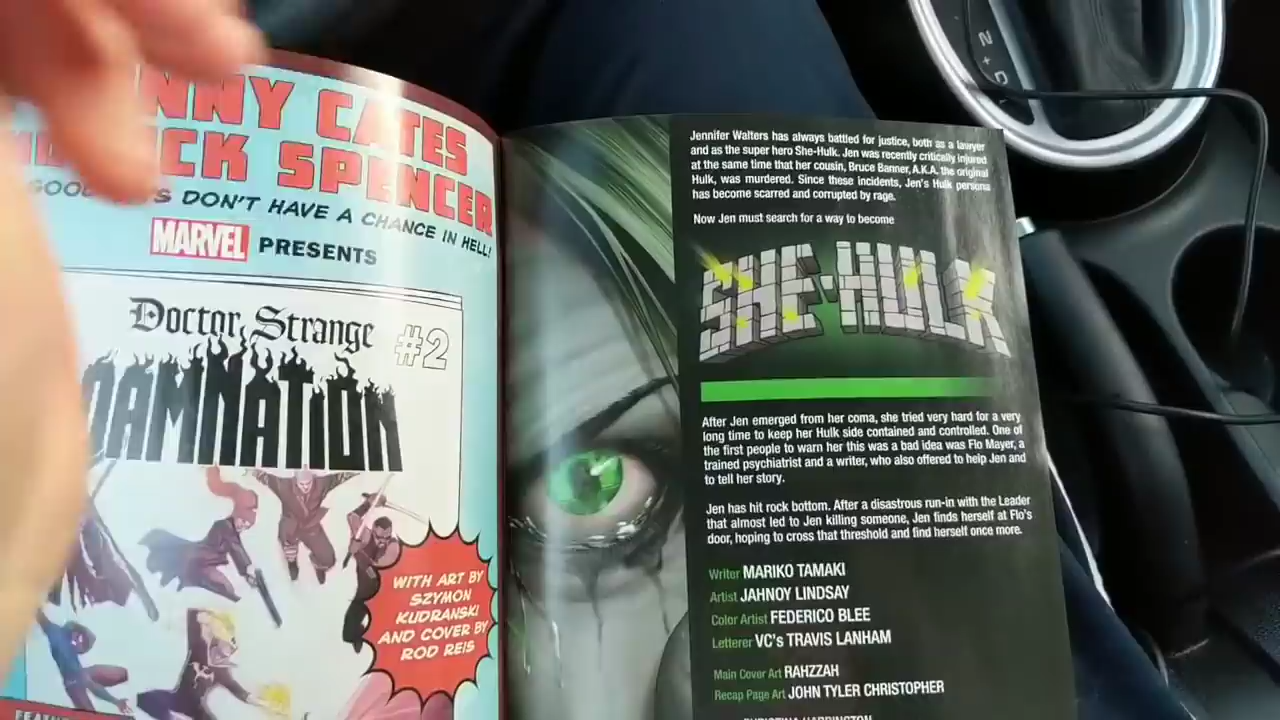 NNY CATES
CK SPENCER
DON'T HAVE A CHANCE IN HELL!
MARVEL PRESENTS
Doctor Strange
#2
DAMNATION
WITH ART BY
SZYMON
KUDRANSKI
AND COVER BY
ROD REIS
Jennifer Walters has always battled for justice, both as a lawyer
and as the super hero She-Hulk. Jen was recently critically injured
at the same time that her cousin, Bruce Banner, A.K.A. the original
Hulk, was murdered. Since these incidents, Jen's Hulk persona
has become scarred and corrupted by rage.
Now Jen must search for a way to become
SHE-HULK
After Jen emerged from her coma, she tried very hard for a very
long time to keep her Hulk side contained and controlled. One of
the first people to warn her this was a bad idea was Flo Mayer, a
trained psychiatrist and a writer, who also offered to help Jen and
to tell her story.
Jen has hit rock bottom. After a disastrous run-in with the Leader
that almost led to Jen killing someone, Jen finds herself at Flo's
door, hoping to cross that threshold and find herself once more.
Writer MARIKO TAMAKI
Artist JAHNOY LINDSAY
Color Artist FEDERICO BLEE
Letterer VC's TRAVIS LANHAM
Main Cover Art RAHZZAH
Recap Page Art JOHN TYLER CHRISTOPHER
N
+
D